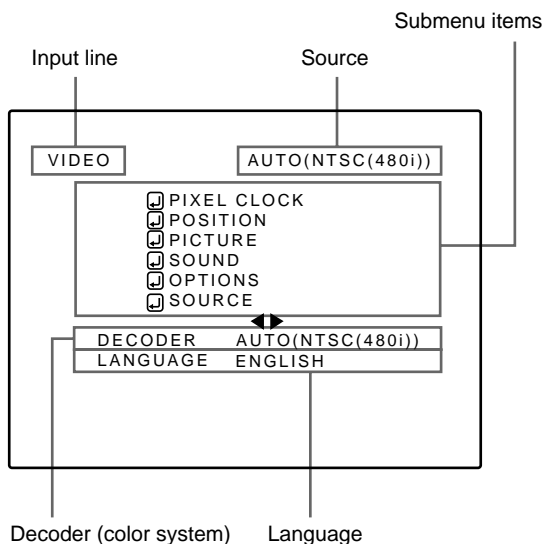 Submenu items
Input line Source
VIDEO AUTO(NTSC(480i))
PIXEL CLOCK
POSITION
PICTURE
SOUND
OPTIONS
SOURCE
DECODER AUTO(NTSC(480i))
LANGUAGE ENGLISH
Decoder (color system) Language